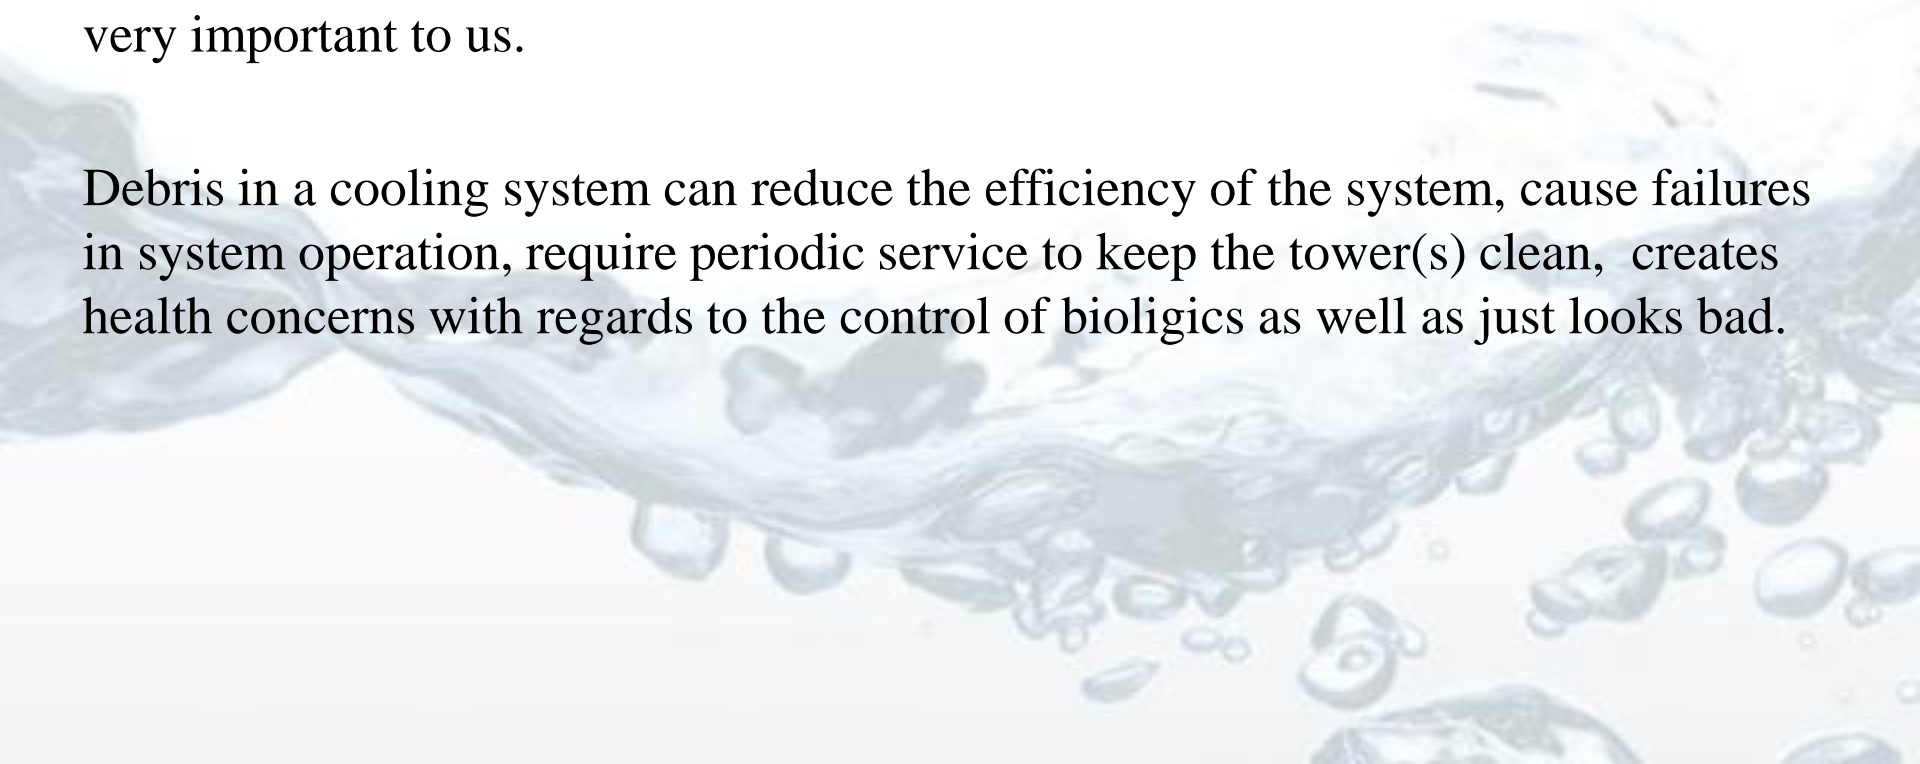 very important to us.
Debris in a cooling system can reduce the efficiency of the system, cause failures
in system operation, require periodic service to keep the tower(s) clean,  creates
health concerns with regards to the control of bioligics as well as just looks bad.